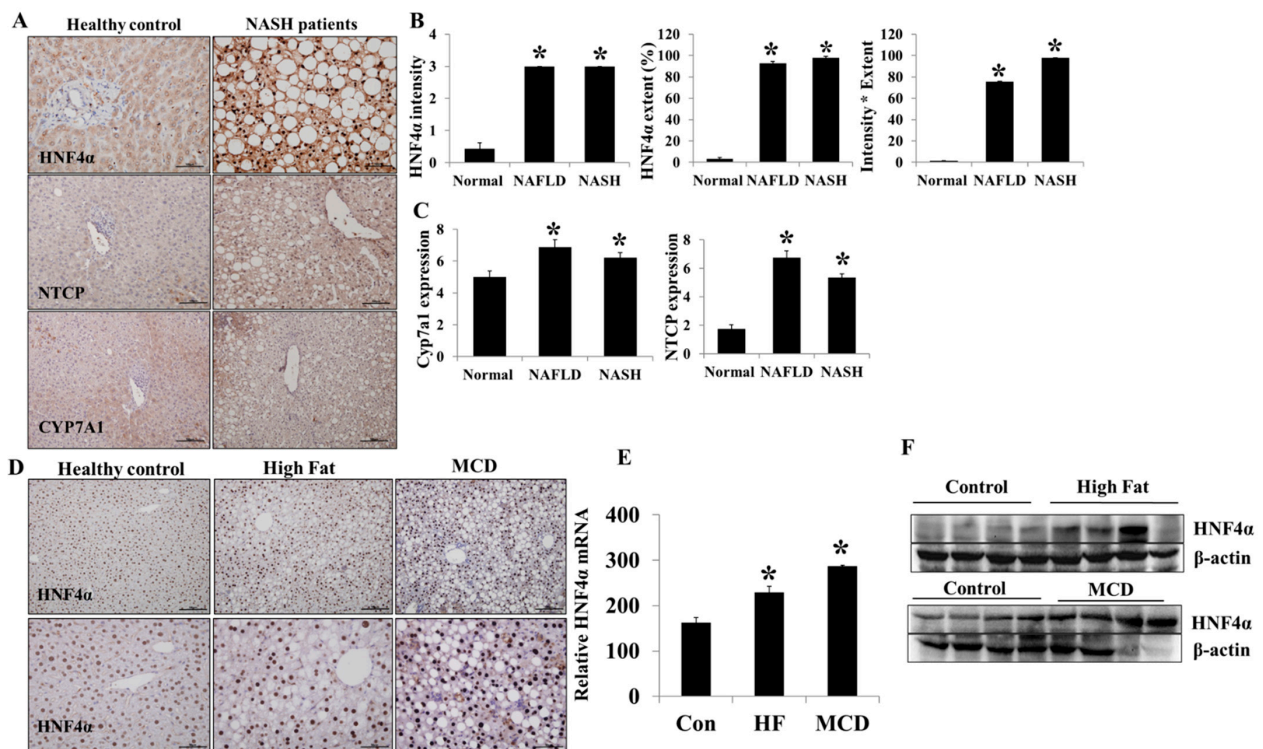 A
Healthy control NASH patients
HNF4α
NTCP
CYP7A1
B
HNF4α intensity
4
3
2
1
0
Normal NAFLD NASH
* *
HNF4α extent (%)
120
100
80
60
40
20
0
Normal NAFLD NASH
* *
Intensity * Extent
120
100
80
60
40
20
0
Normal NAFLD NASH
* *
C
Cyp7a1 expression
8
6
4
2
0
Normal NAFLD NASH
* *
NTCP expression
8
6
4
2
0
Normal NAFLD NASH
* *
D
Healthy control High Fat MCD
HNF4α
HNF4α
E
Relative HNF4α mRNA
400
300
200
100
0
Con HF MCD
* *
F
Control High Fat
HNF4α
β-actin
Control MCD
HNF4α
β-actin